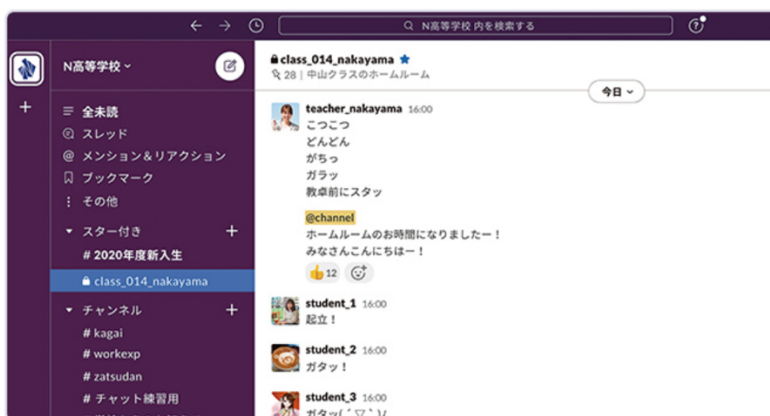 N高等学校 内を検索する
N高等学校
全未読
スレッド
@ メンション＆リアクション
ブックマーク
その他
スター付き +
# 2020年度新入生
class_014_nakayama
チャンネル +
# kagai
# workexp
# zatsudan
# チャット練習用
class_014_nakayama
28 | 中山クラスのホームルーム
今日
teacher_nakayama 16:00
こつこつ
どんどん
がちっ
ガラッ
教卓前にスタッ
@channel
ホームルームのお時間になりましたー！
みなさんこんにちはー！
12
student_1 16:00
起立！
student_2 16:00
ガタッ！
student_3 16:00
ガタッ(´▽`)ﾉ